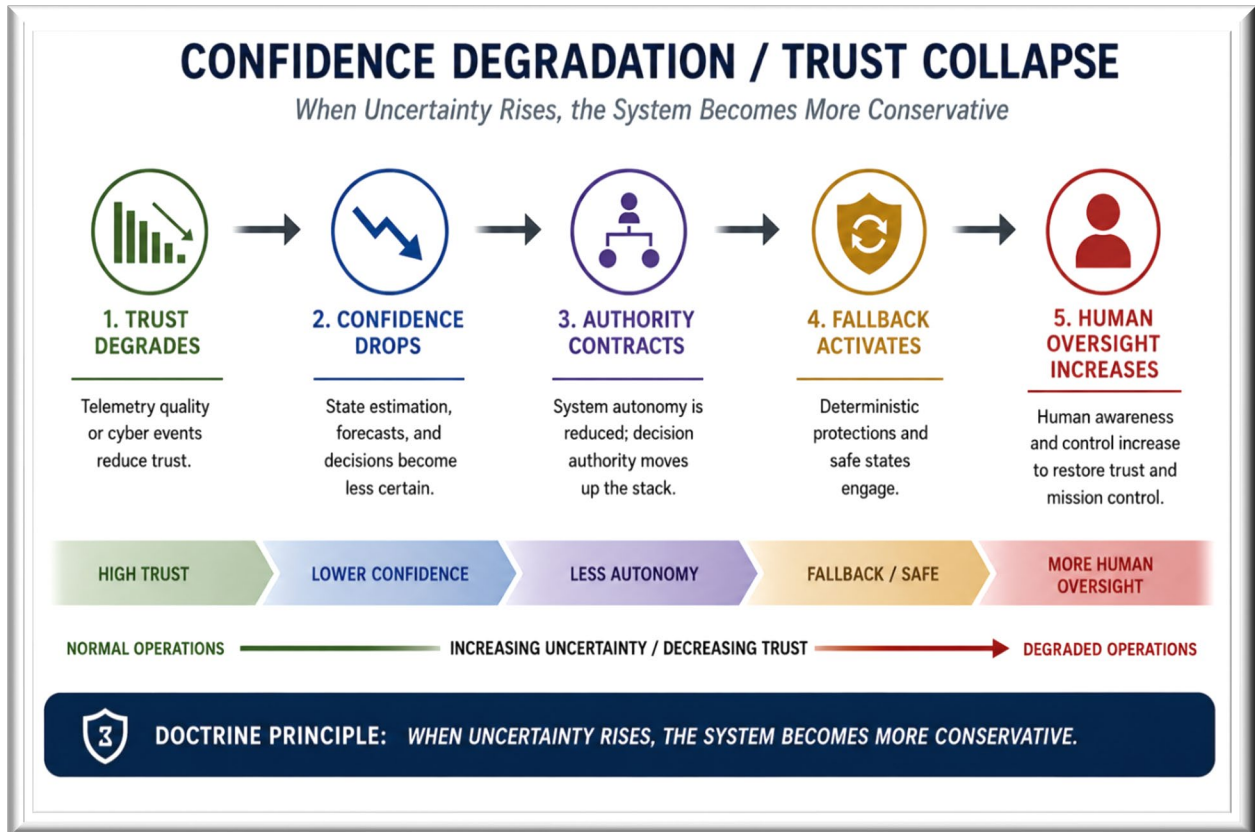 CONFIDENCE DEGRADATION / TRUST COLLAPSE
When Uncertainty Rises, the System Becomes More Conservative
1. TRUST
DEGRADES
Telemetry quality
or cyber events
reduce trust.
2. CONFIDENCE
DROPS
State estimation,
forecasts, and
decisions become
less certain.
3. AUTHORITY
CONTRACTS
System autonomy is
reduced; decision
authority moves
up the stack.
4. FALLBACK
ACTIVATES
Deterministic
protections and
safe states
engage.
5. HUMAN
OVERSIGHT
INCREASES
Human awareness
and control increase
to restore trust and
mission control.
HIGH TRUST
LOWER CONFIDENCE
LESS AUTONOMY
FALLBACK / SAFE
MORE HUMAN
OVERSIGHT
NORMAL OPERATIONS
INCREASING UNCERTAINTY / DECREASING TRUST
DEGRADED OPERATIONS
3
DOCTRINE PRINCIPLE: WHEN UNCERTAINTY RISES, THE SYSTEM BECOMES MORE CONSERVATIVE.